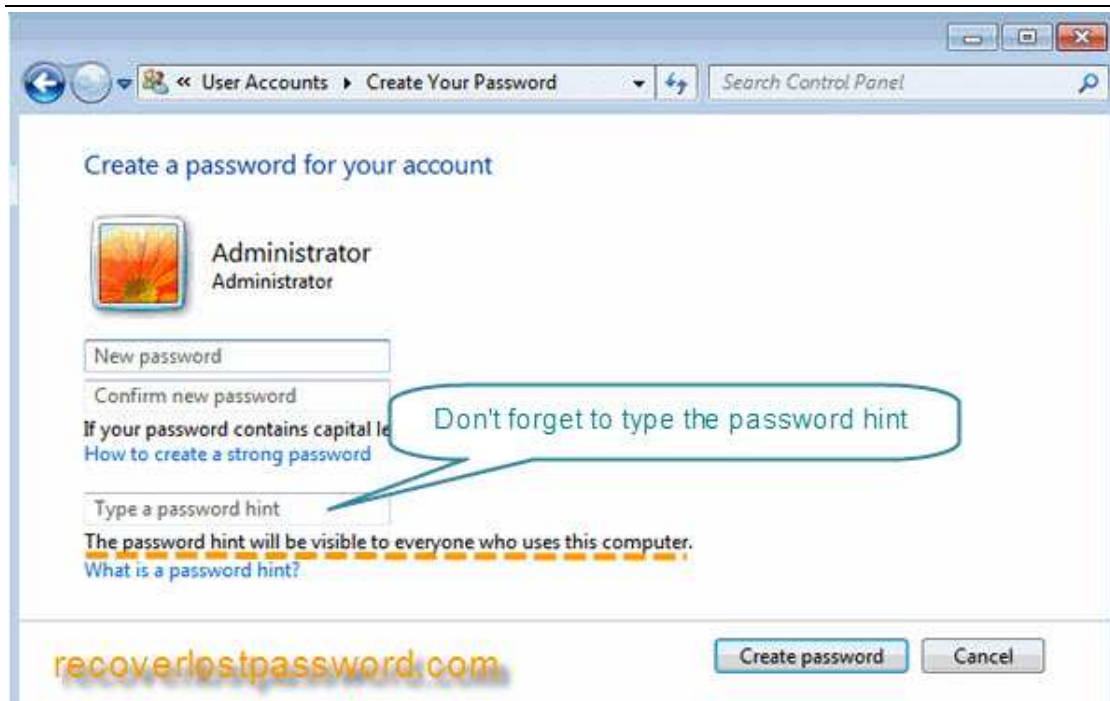 « User Accounts ▸ Create Your Password
Search Control Panel
Create a password for your account
Administrator
Administrator
New password
Confirm new password
If your password contains capital le
How to create a strong password
Don't forget to type the password hint
Type a password hint
The password hint will be visible to everyone who uses this computer.
What is a password hint?
recoverlostpassword.com
Create password
Cancel